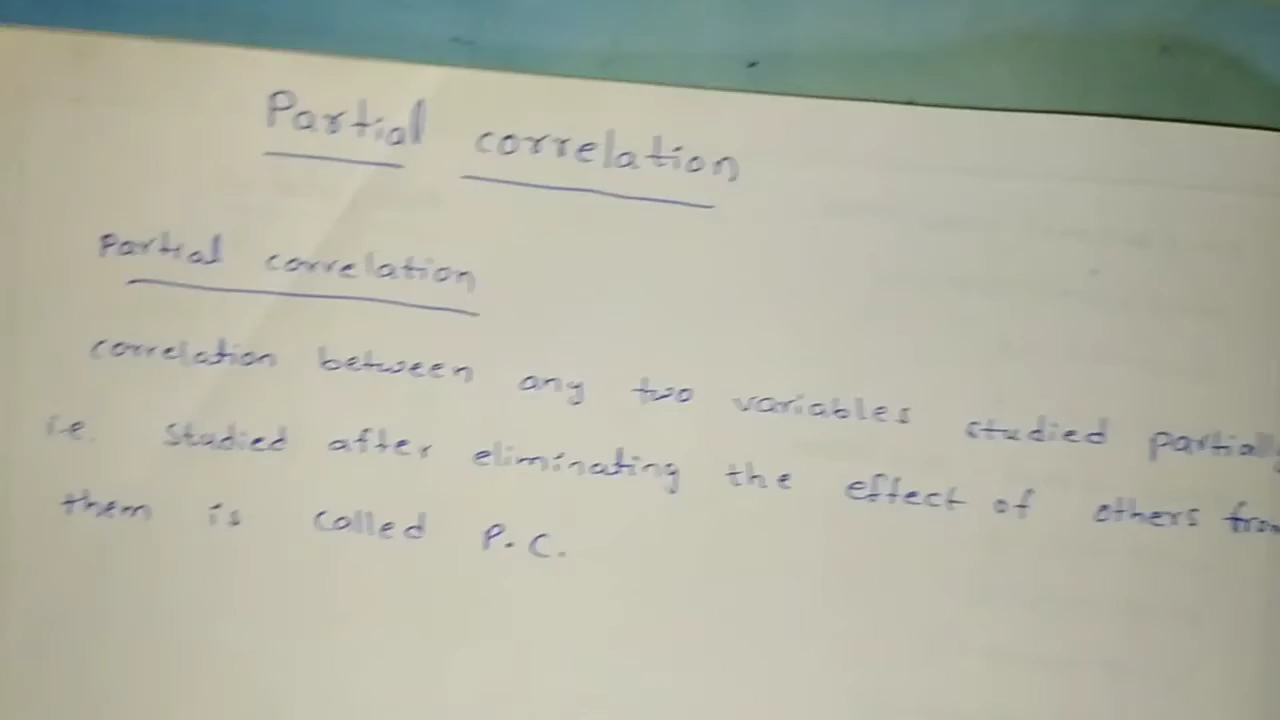 Partial correlation
Partial correlation
correlation between any two variables studied partially
i.e. studied after eliminating the effect of others from
them is called P.C.